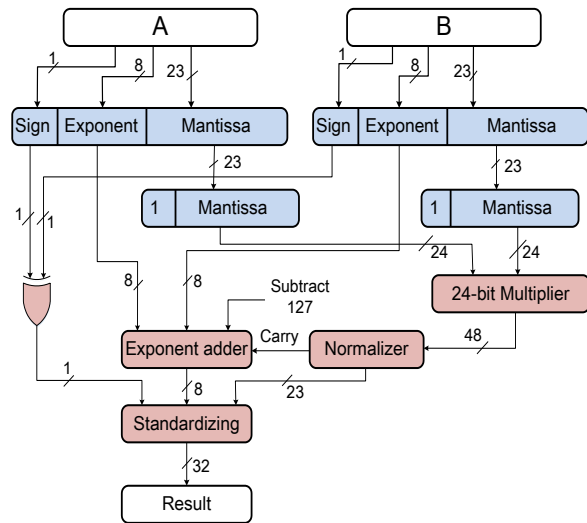 A B
1 8 23 1 8 23
Sign Exponent Mantissa Sign Exponent Mantissa
23 23
1 Mantissa 1 Mantissa
1 1
24 24
8 8
Subtract
127
24-bit Multiplier
Carry
48
Exponent adder Normalizer
1 8 23
Standardizing
32
Result